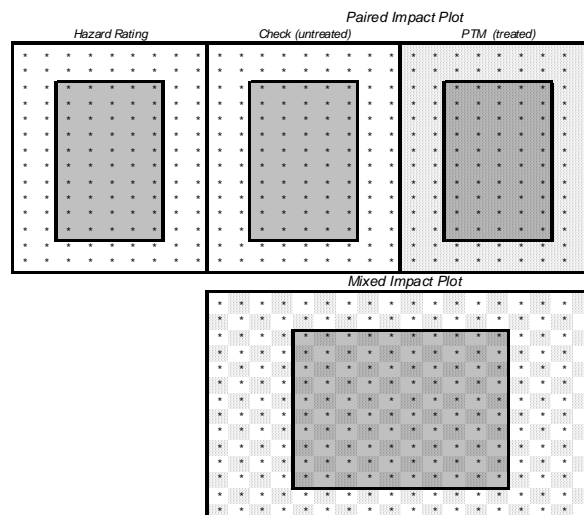 Paired Impact Plot
Hazard Rating Check (untreated) PTM (treated)
Mixed Impact Plot